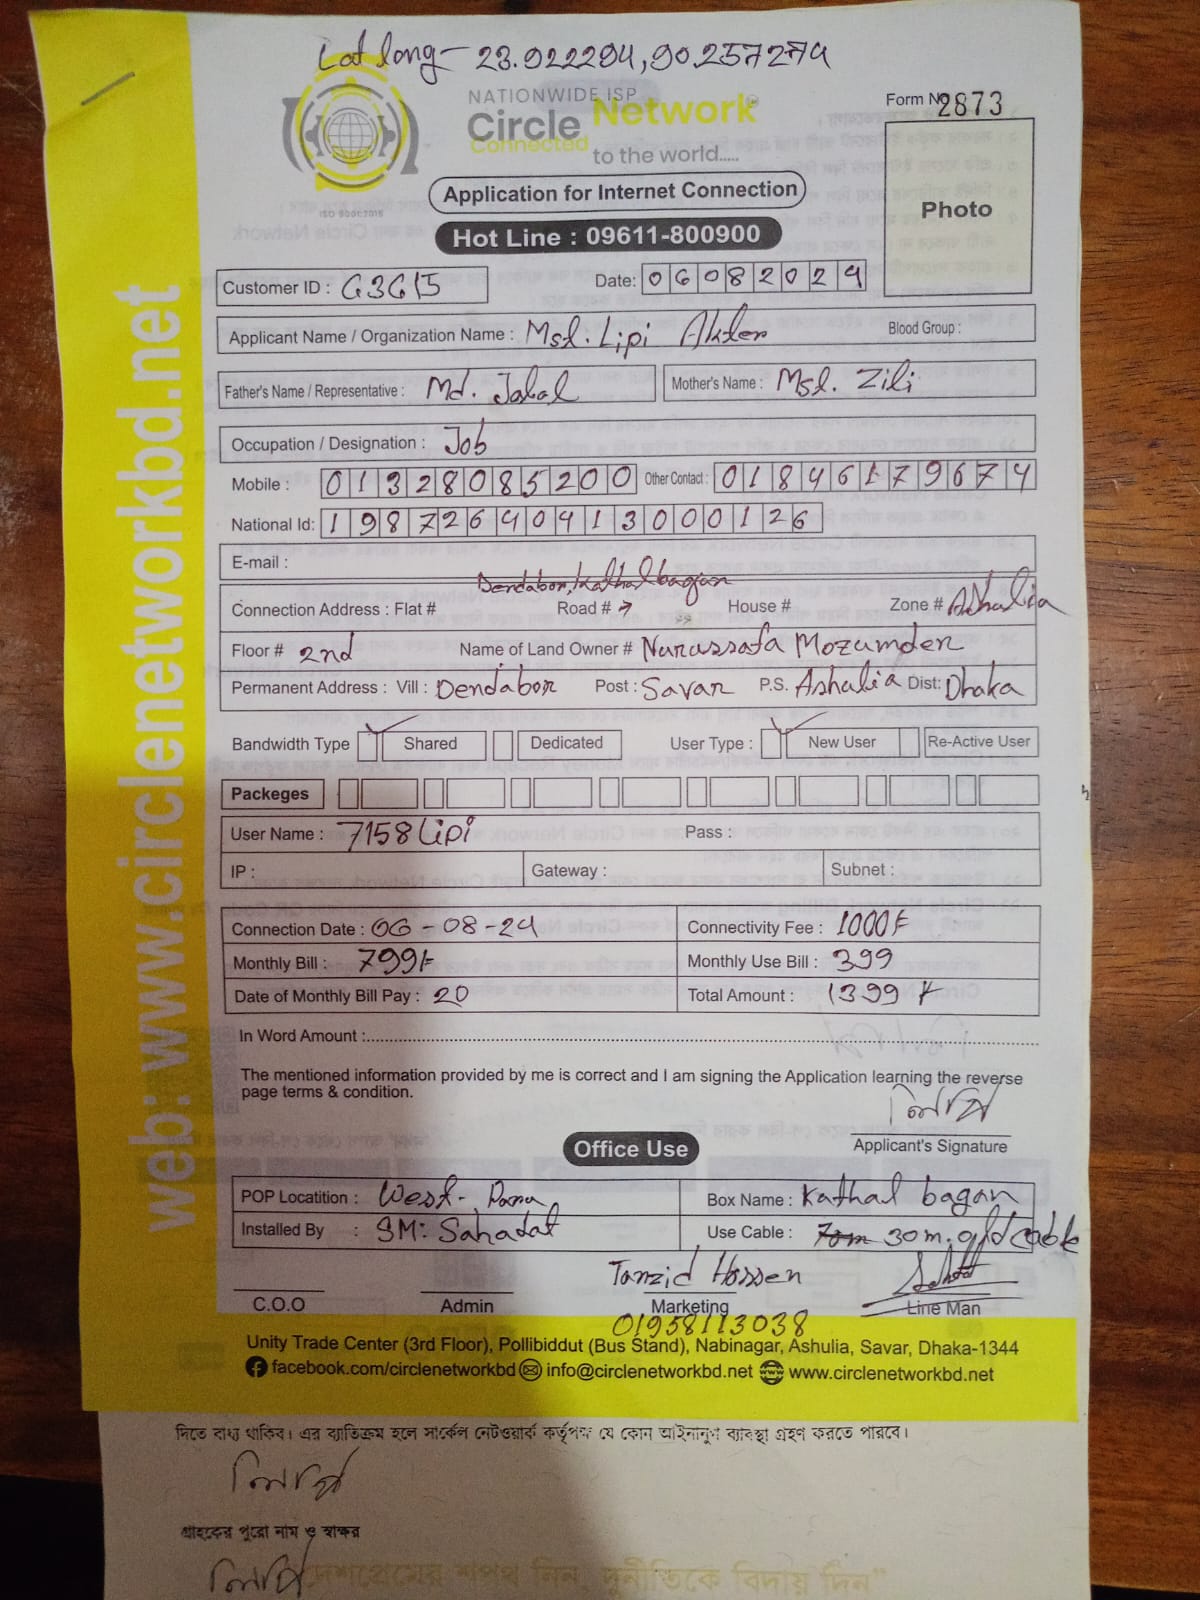 Lat long - 23.922294, 90.257274
NATIONWIDE ISP
Circle Network
Connected
to the world.....
Form No 2873
ISO 9001:2015
Application for Internet Connection
Photo
Hot Line : 09611-800900
Customer ID : G3615
Date: 06082024
Applicant Name / Organization Name : Mst. Lipi Akter Blood Group :
Father's Name / Representative : Md. Jalal Mother's Name : Mst. Zili
Occupation / Designation : Job
Mobile : 01328085200 Other Contact : 01846179674
National Id: 19872640413000126
E-mail :
Dendabor, Kathalbagan
Connection Address : Flat # Road # → House # Zone # Ashulia
Floor # 2nd Name of Land Owner # Narussafa Mozumder
Permanent Address : Vill : Dendabor Post : Savar P.S. Ashulia Dist: Dhaka
Bandwidth Type Shared Dedicated User Type : New User Re-Active User
Packeges
User Name : 7158Lipi Pass :
IP : Gateway : Subnet :
Connection Date : 06-08-24 Connectivity Fee : 1000/-
Monthly Bill : 799/- Monthly Use Bill : 399
Date of Monthly Bill Pay : 20 Total Amount : 1399/-
In Word Amount :
The mentioned information provided by me is correct and I am signing the Application learning the reverse
page terms & condition.
লিপি
Applicant's Signature
Office Use
POP Locatition : West- Para Box Name : Kathal bagan
Installed By : SM: Sahadat Use Cable : 70m 30m. old cable
Tanzid Hossen
C.O.O Admin Marketing Line Man
01958113038
Unity Trade Center (3rd Floor), Pollibiddut (Bus Stand), Nabinagar, Ashulia, Savar, Dhaka-1344
facebook.com/circlenetworkbd info@circlenetworkbd.net www.circlenetworkbd.net
web: www.circlenetworkbd.net
দিতে বাধ্য থাকিব। এর ব্যতিক্রম হলে সার্কেল নেটওয়ার্ক কর্তৃপক্ষ যে কোন আইনানুগ ব্যবস্থা গ্রহণ করতে পারবে।
লিপি
গ্রাহকের পুরো নাম ও স্বাক্ষর
লিপি
দেশপ্রেমের শপথ নিন, দুর্নীতিকে বিদায় দিন"